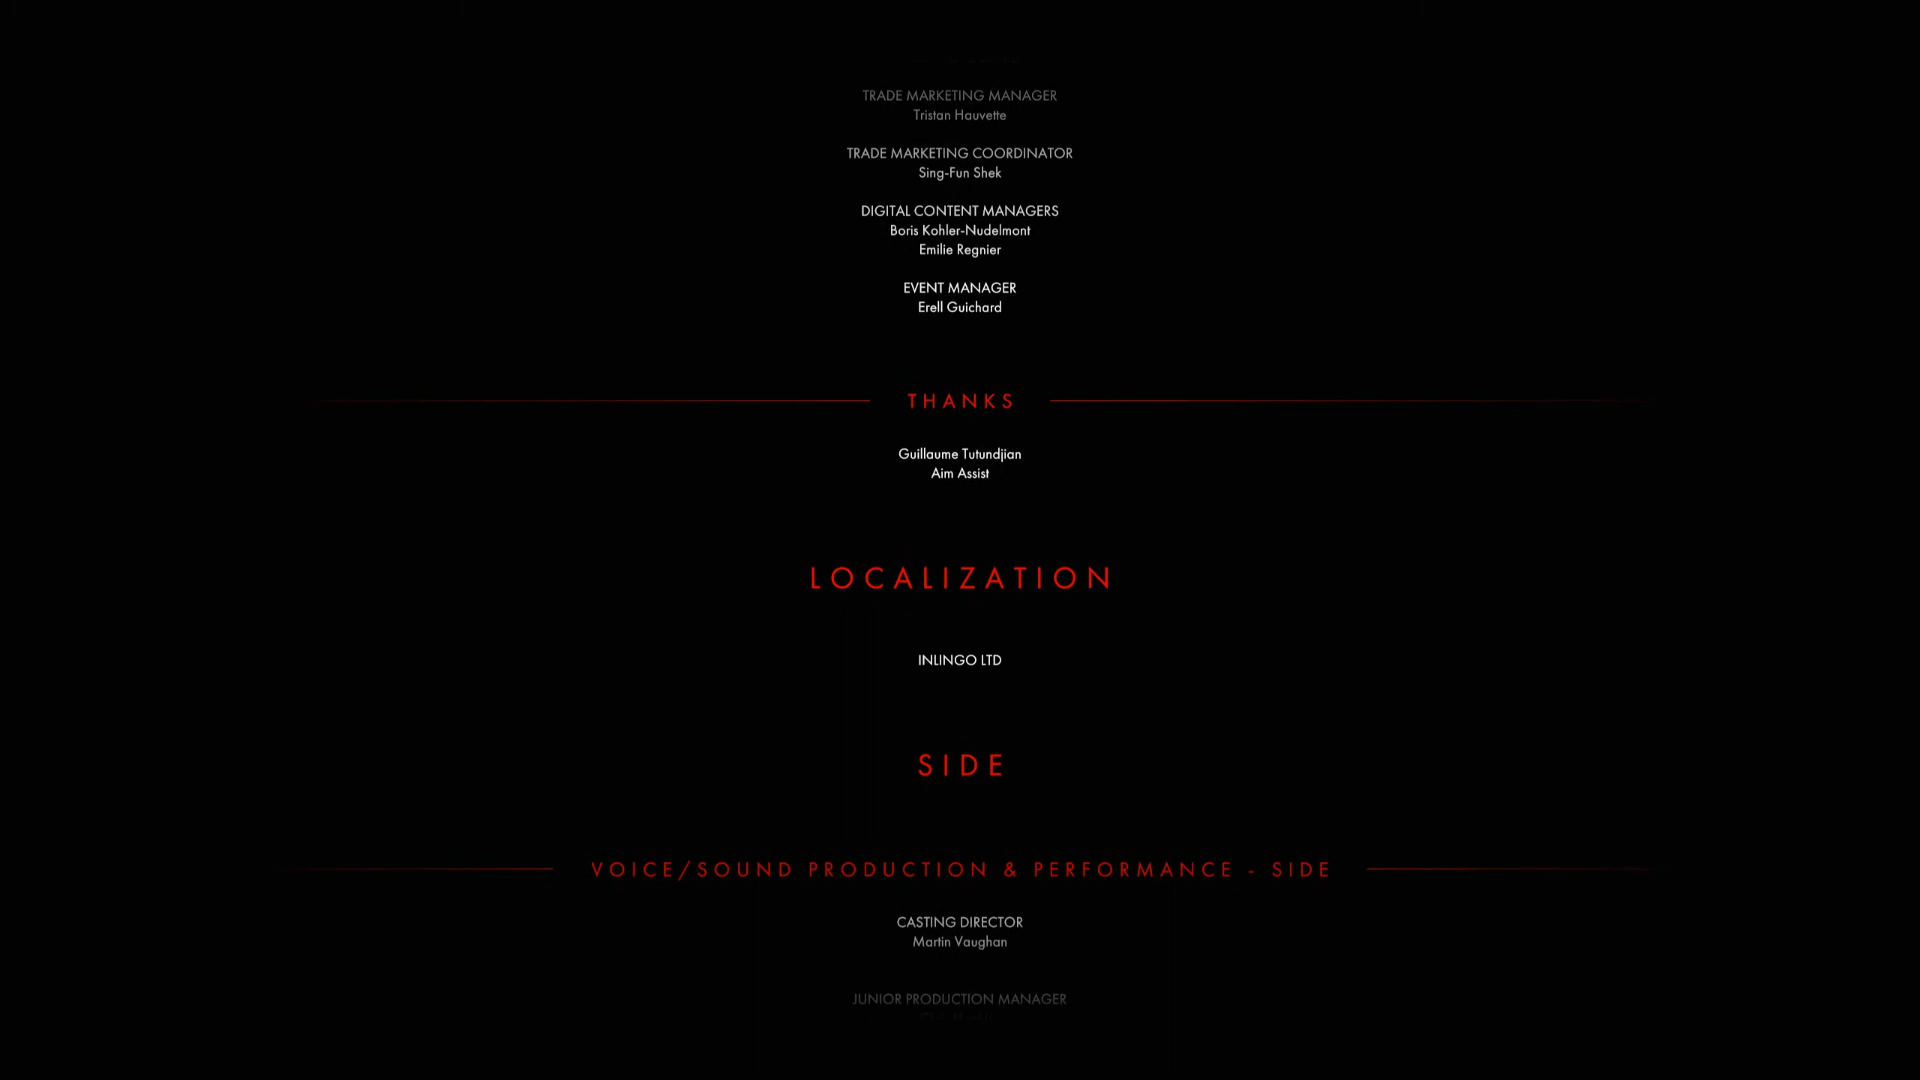 TRADE MARKETING MANAGER
Tristan Hauvette
TRADE MARKETING COORDINATOR
Sing-Fun Shek
DIGITAL CONTENT MANAGERS
Boris Kohler-Nudelmont
Emilie Regnier
EVENT MANAGER
Erell Guichard
THANKS
Guillaume Tutundjian
Aim Assist
LOCALIZATION
INLINGO LTD
SIDE
VOICE/SOUND PRODUCTION & PERFORMANCE - SIDE
CASTING DIRECTOR
Martin Vaughan
JUNIOR PRODUCTION MANAGER